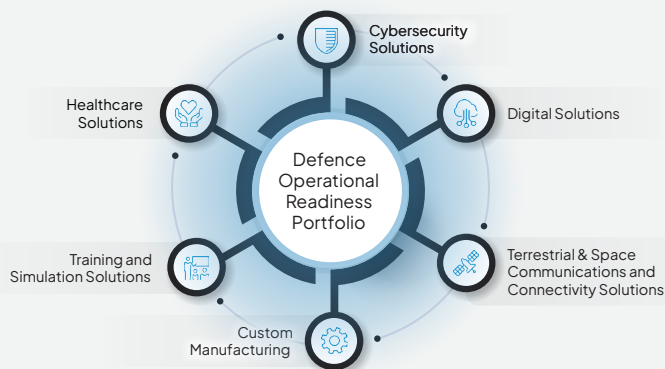 Cybersecurity
Solutions
Healthcare
Solutions
Digital Solutions
Defence
Operational
Readiness
Portfolio
Training and
Simulation Solutions
Terrestrial & Space
Communications and
Connectivity Solutions
Custom
Manufacturing